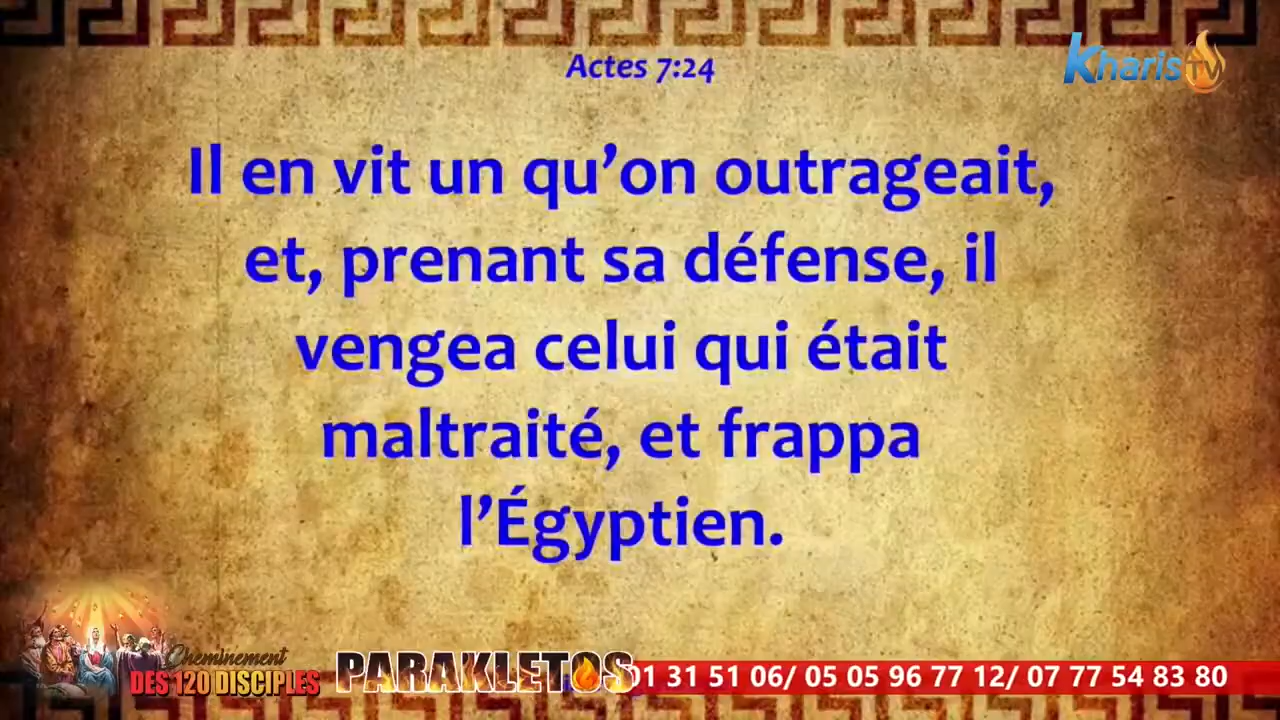 Actes 7:24
Kharis TV
Il en vit un qu’on outrageait,
et, prenant sa défense, il
vengea celui qui était
maltraité, et frappa
l’Égyptien.
Cheminement
DES 120 DISCIPLES
PARAKLETOS
01 31 51 06/ 05 05 96 77 12/ 07 77 54 83 80